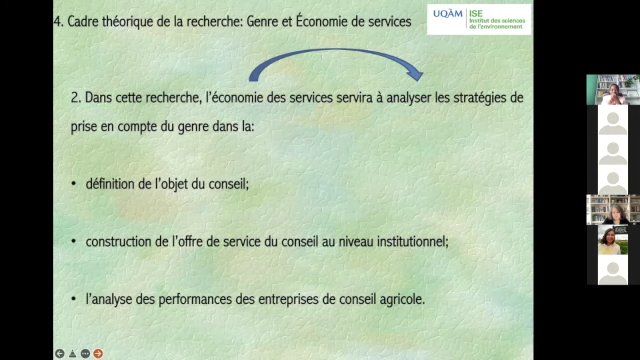 4. Cadre théorique de la recherche: Genre et Économie de services
UQÀM
ISE
Institut des sciences
de l'environnement
2. Dans cette recherche, l'économie des services servira à analyser les stratégies de
prise en compte du genre dans la:
• définition de l'objet du conseil;
• construction de l'offre de service du conseil au niveau institutionnel;
• l'analyse des performances des entreprises de conseil agricole.